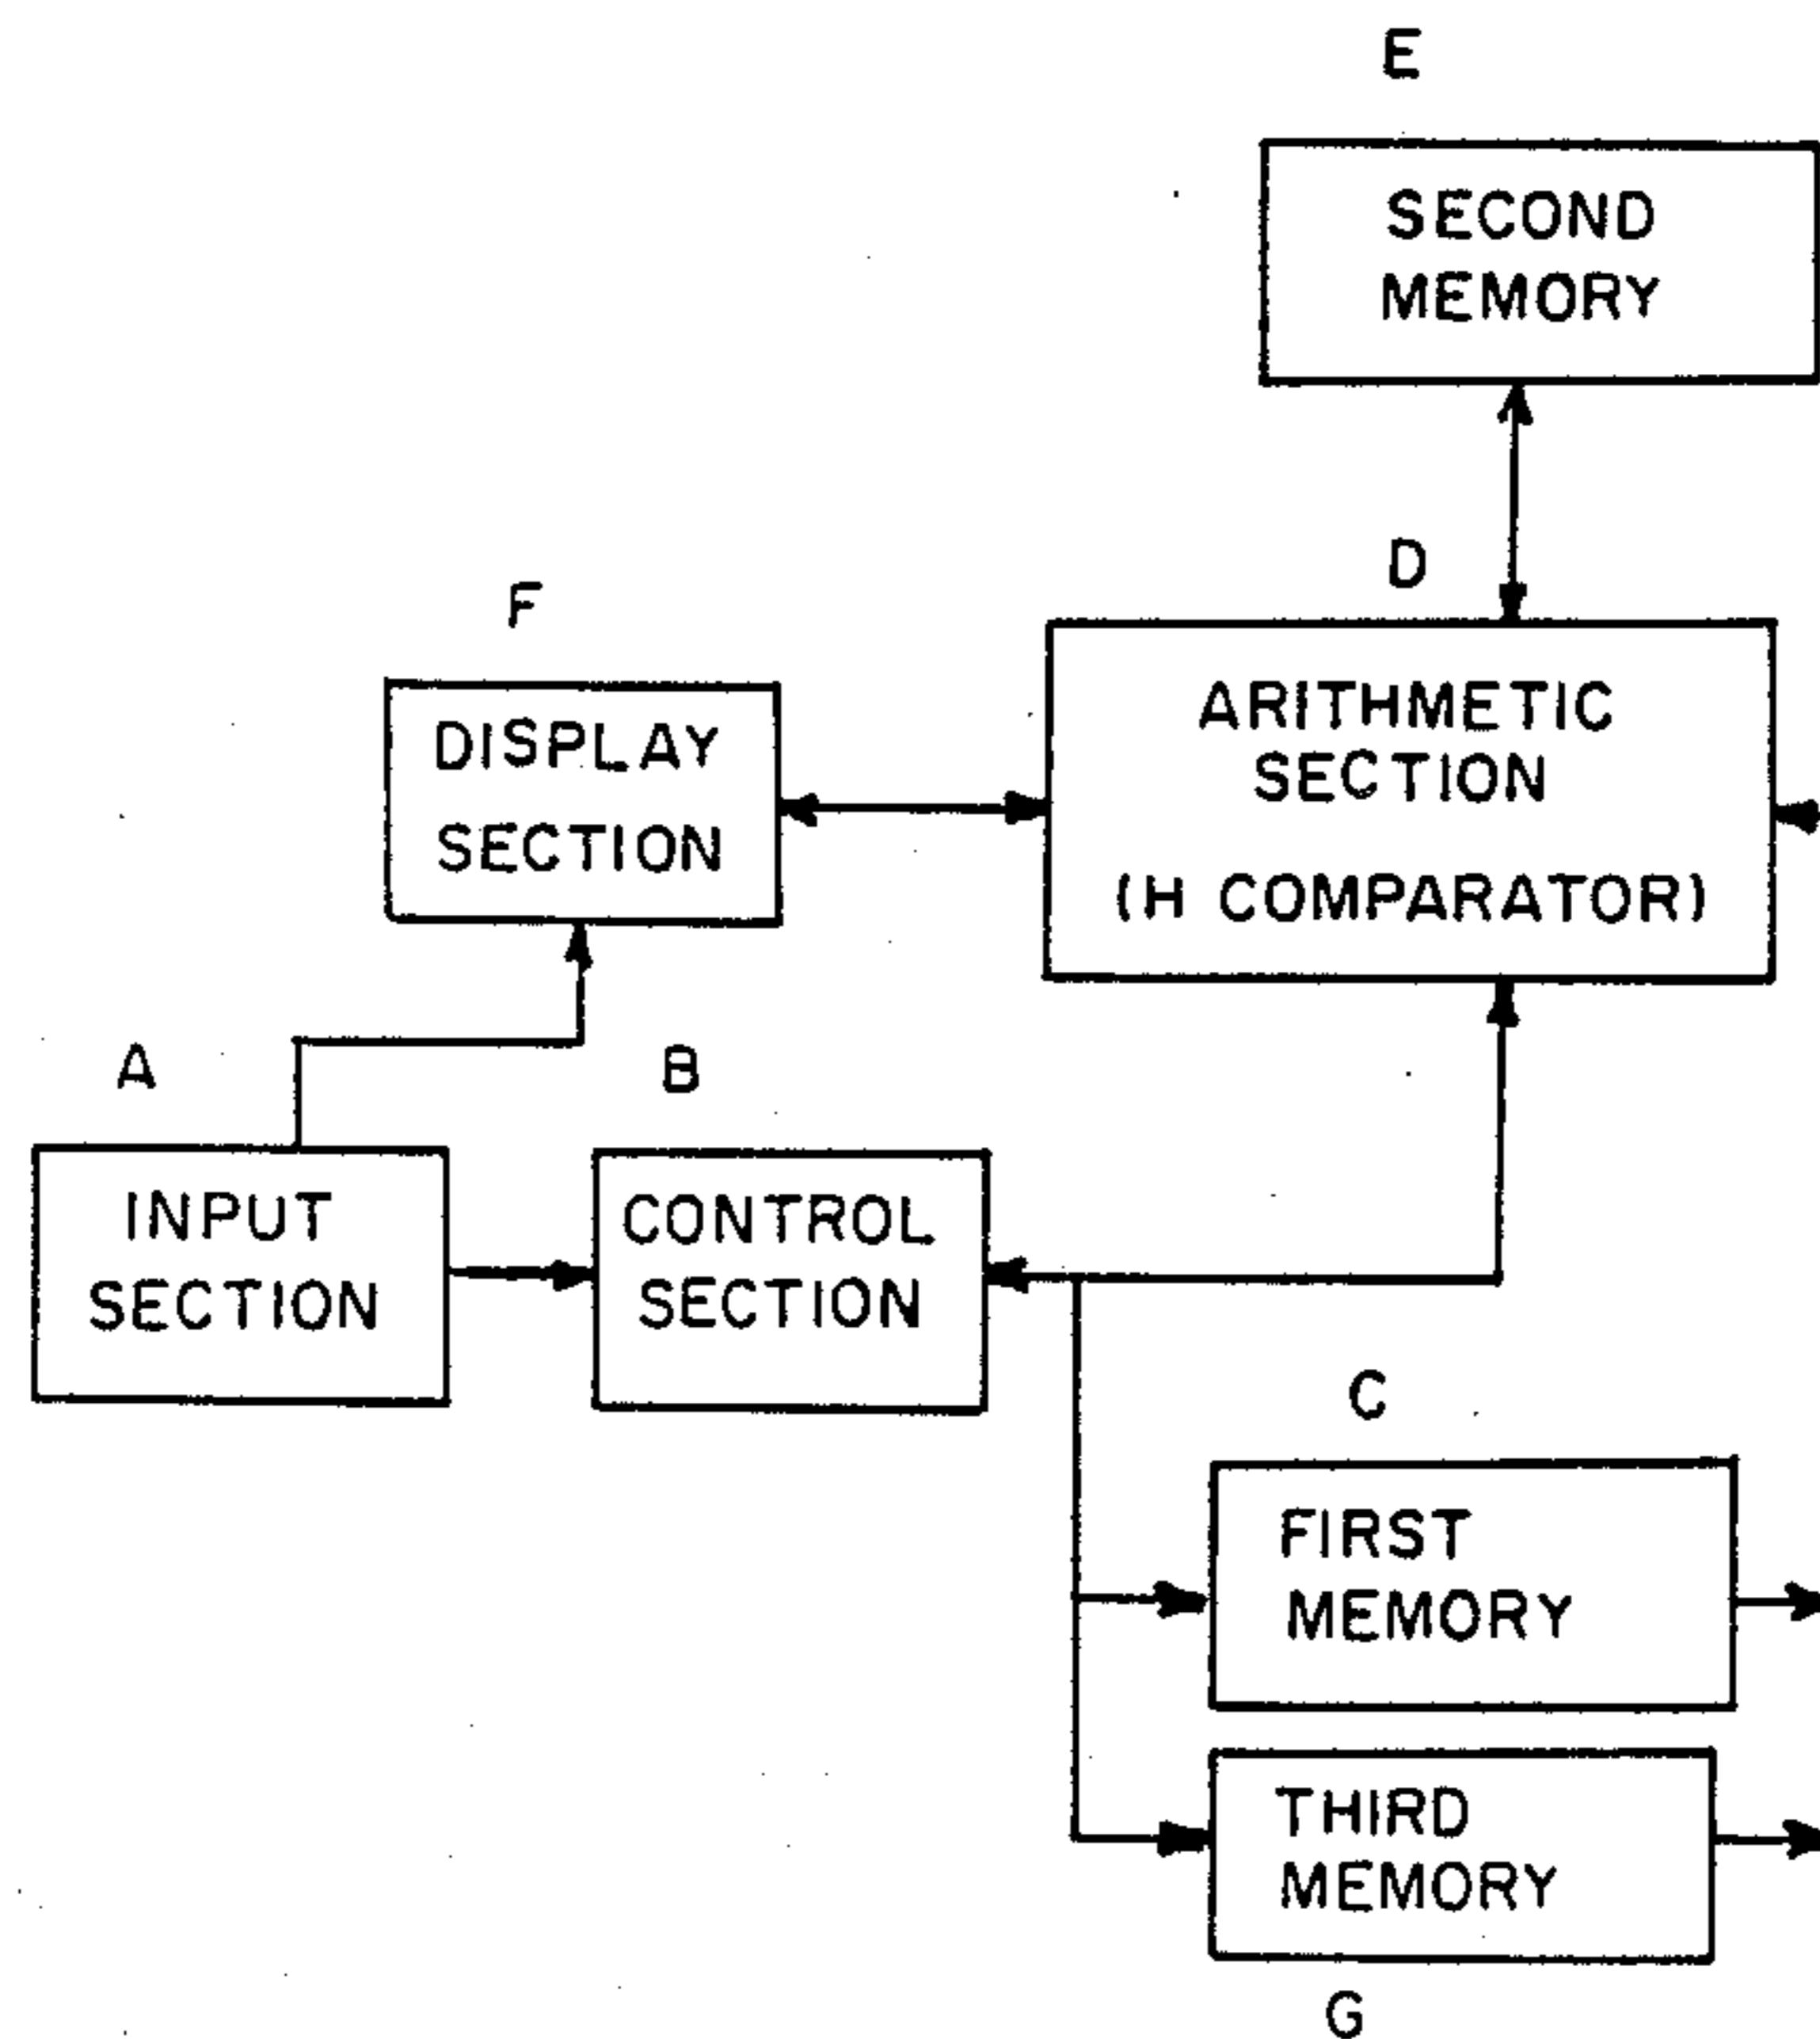 E
SECOND
MEMORY
D
F
ARITHMETIC
SECTION
(H COMPARATOR)
DISPLAY
SECTION
A
B
INPUT
SECTION
CONTROL
SECTION
C
FIRST
MEMORY
THIRD
MEMORY
G